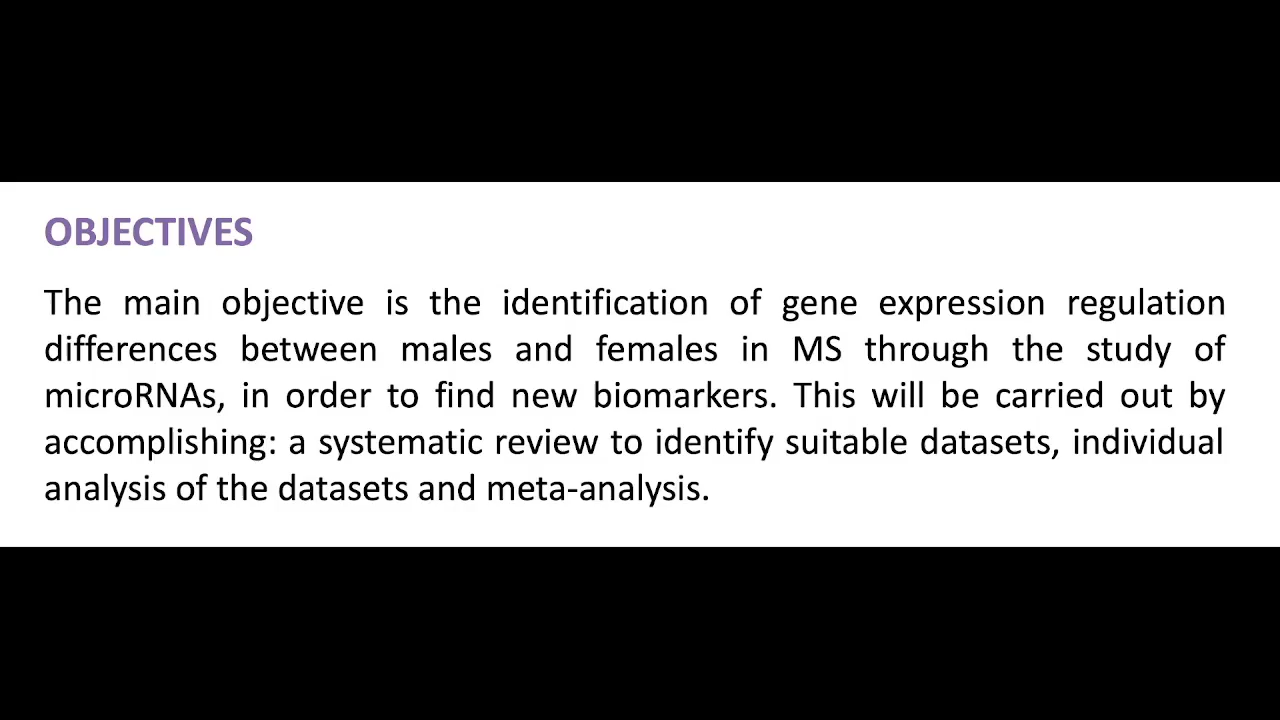 OBJECTIVES
The main objective is the identification of gene expression regulation
differences between males and females in MS through the study of
microRNAs, in order to find new biomarkers. This will be carried out by
accomplishing: a systematic review to identify suitable datasets, individual
analysis of the datasets and meta-analysis.